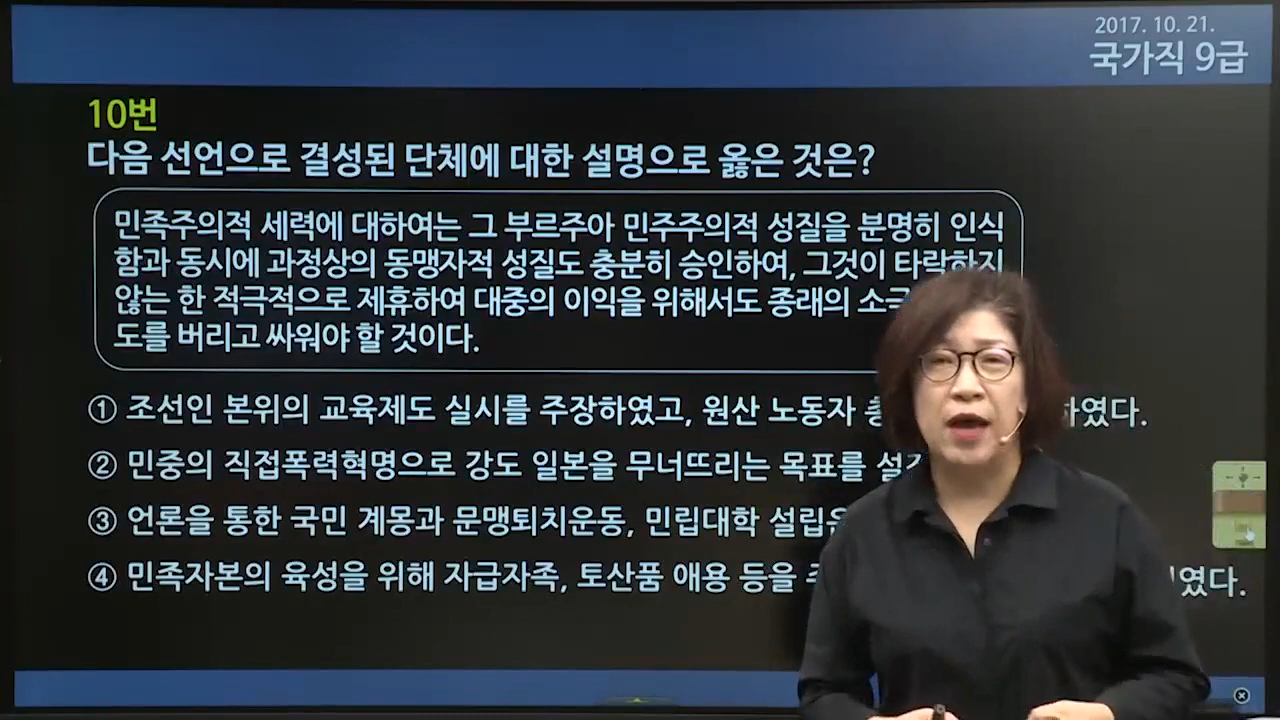 2017. 10. 21.
국가직 9급
10번
다음 선언으로 결성된 단체에 대한 설명으로 옳은 것은?
민족주의적 세력에 대하여는 그 부르주아 민주주의적 성질을 분명히 인식
함과 동시에 과정상의 동맹자적 성질도 충분히 승인하여, 그것이 타락하지
않는 한 적극적으로 제휴하여 대중의 이익을 위해서도 종래의
도를 버리고 싸워야 할 것이다.
① 조선인 본위의 교육제도 실시를 주장하였고, 원산 노동자 하였다.
② 민중의 직접폭력혁명으로 강도 일본을 무너뜨리는 목표를
③ 언론을 통한 국민 계몽과 문맹퇴치운동, 민립대학
④ 민족자본의 육성을 위해 자급자족, 토산품 애용 등을 였다.